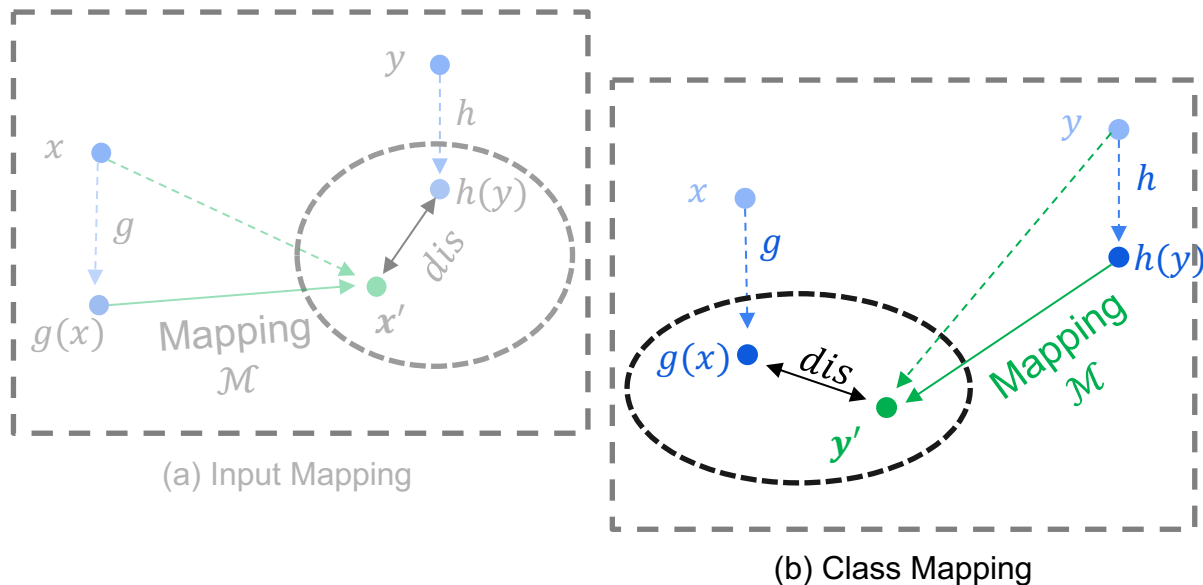 y
h
x
h(y)
g
dis
x′
g(x)
Mapping
ℳ
(a) Input Mapping
y
x
h
g
h(y)
g(x)
dis
Mapping
ℳ
y′
(b) Class Mapping